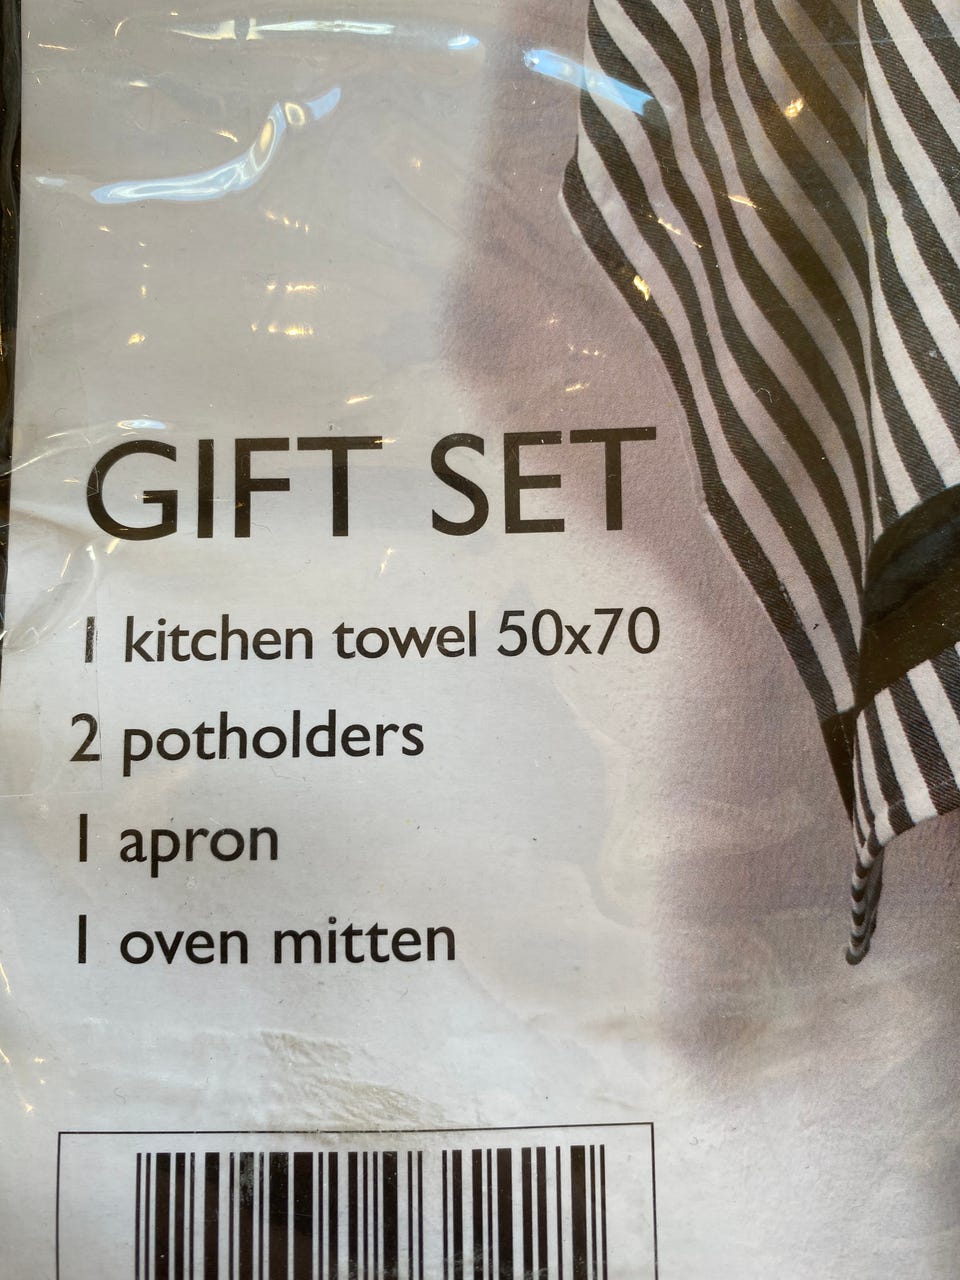 GIFT SET
1 kitchen towel 50x70
2 potholders
1 apron
1 oven mitten